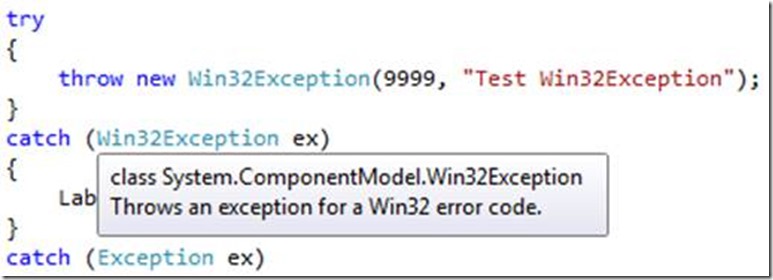 try
{
throw new Win32Exception(9999, "Test Win32Exception");
}
catch (Win32Exception ex)
{
class System.ComponentModel.Win32Exception
Lab
Throws an exception for a Win32 error code.
}
catch (Exception ex)